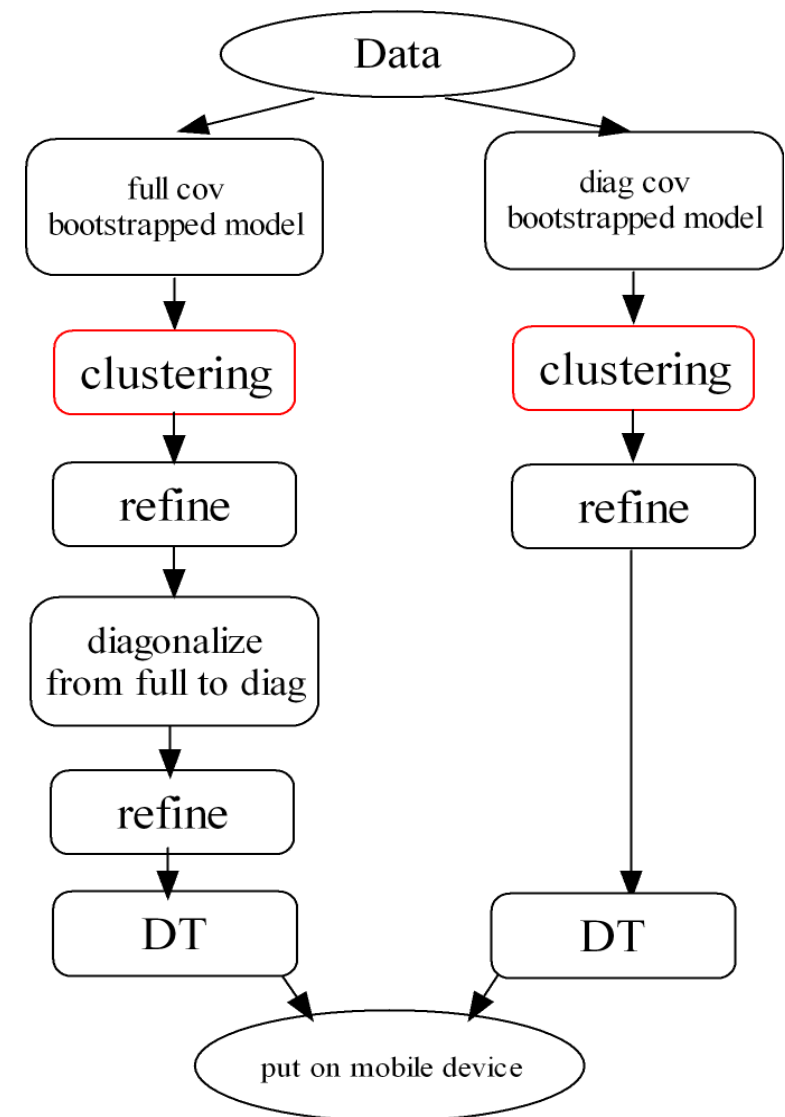 Data
full cov
bootstrapped model
clustering
refine
diagonalize
from full to diag
refine
DT
diag cov
bootstrapped model
clustering
refine
DT
put on mobile device